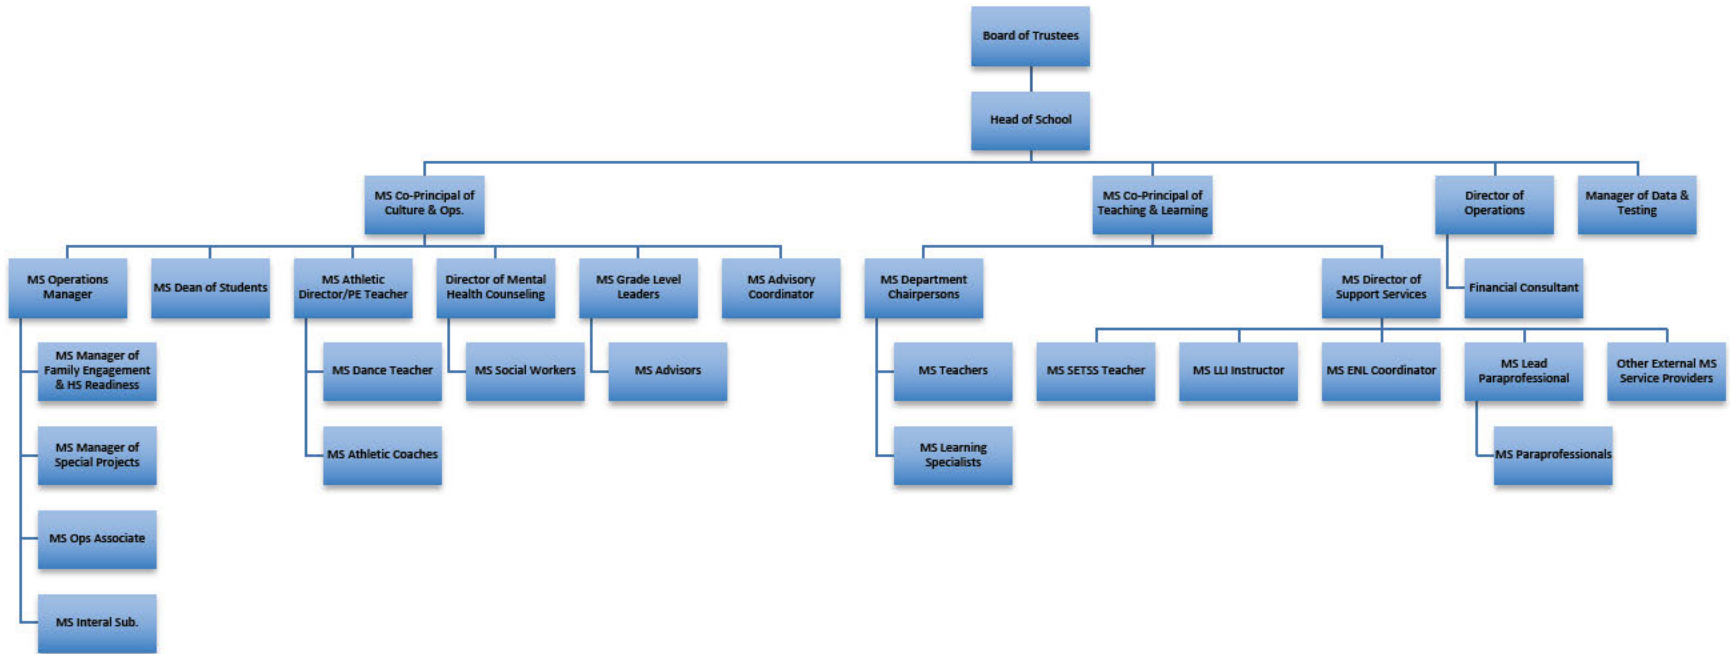 Board of Trustees
Head of School
MS Co-Principal of
Culture & Ops.
MS Co-Principal of
Teaching & Learning
Director of
Operations
Manager of Data &
Testing
MS Operations
Manager
MS Dean of Students
MS Athletic
Director/PE Teacher
Director of Mental
Health Counseling
MS Grade Level
Leaders
MS Advisory
Coordinator
MS Department
Chairpersons
MS Director of
Support Services
Financial Consultant
MS Manager of
Family Engagement
& HS Readiness
MS Dance Teacher
MS Social Workers
MS Advisors
MS Teachers
MS SETSS Teacher
MS LLI Instructor
MS ENL Coordinator
MS Lead
Paraprofessional
Other External MS
Service Providers
MS Manager of
Special Projects
MS Athletic Coaches
MS Learning
Specialists
MS Paraprofessionals
MS Ops Associate
MS Interal Sub.